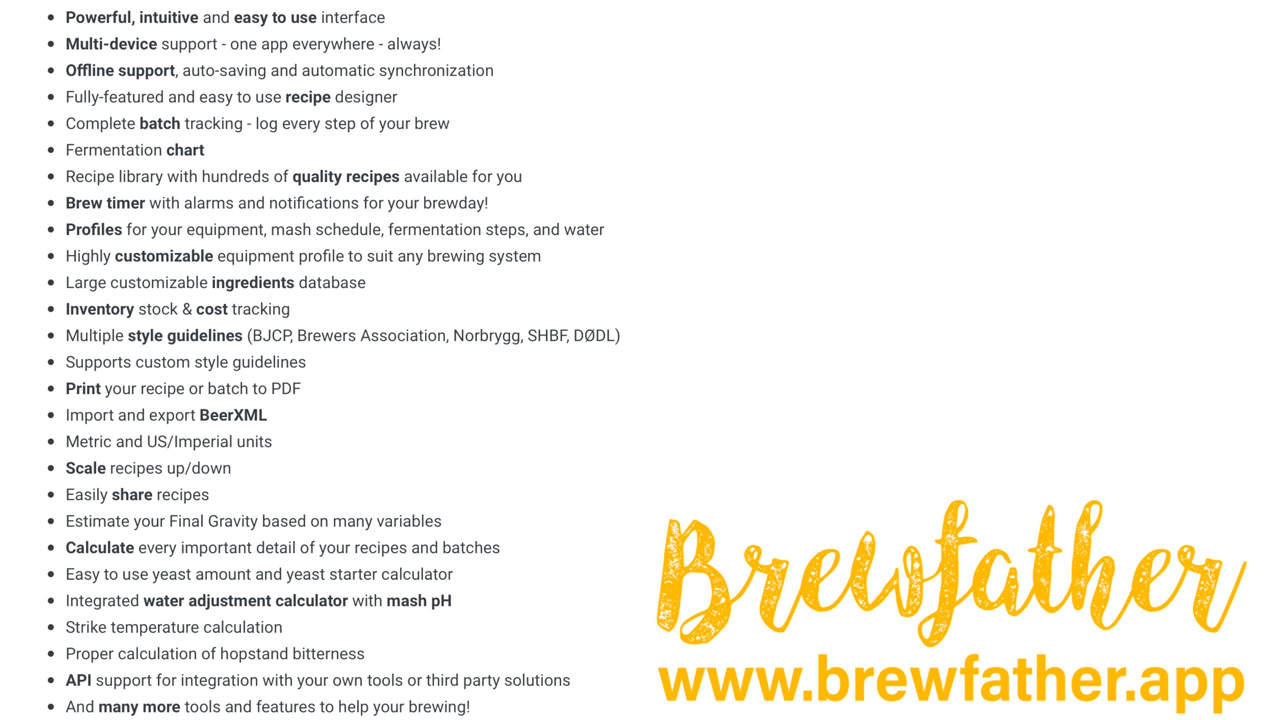 Powerful, intuitive and easy to use interface
Multi-device support - one app everywhere - always!
Offline support, auto-saving and automatic synchronization
Fully-featured and easy to use recipe designer
Complete batch tracking - log every step of your brew
Fermentation chart
Recipe library with hundreds of quality recipes available for you
Brew timer with alarms and notifications for your brewday!
Profiles for your equipment, mash schedule, fermentation steps, and water
Highly customizable equipment profile to suit any brewing system
Large customizable ingredients database
Inventory stock & cost tracking
Multiple style guidelines (BJCP, Brewers Association, Norbrygg, SHBF, DØDL)
Supports custom style guidelines
Print your recipe or batch to PDF
Import and export BeerXML
Metric and US/Imperial units
Scale recipes up/down
Easily share recipes
Estimate your Final Gravity based on many variables
Calculate every important detail of your recipes and batches
Easy to use yeast amount and yeast starter calculator
Integrated water adjustment calculator with mash pH
Strike temperature calculation
Proper calculation of hopstand bitterness
API support for integration with your own tools or third party solutions
And many more tools and features to help your brewing!
Brewfather
www.brewfather.app